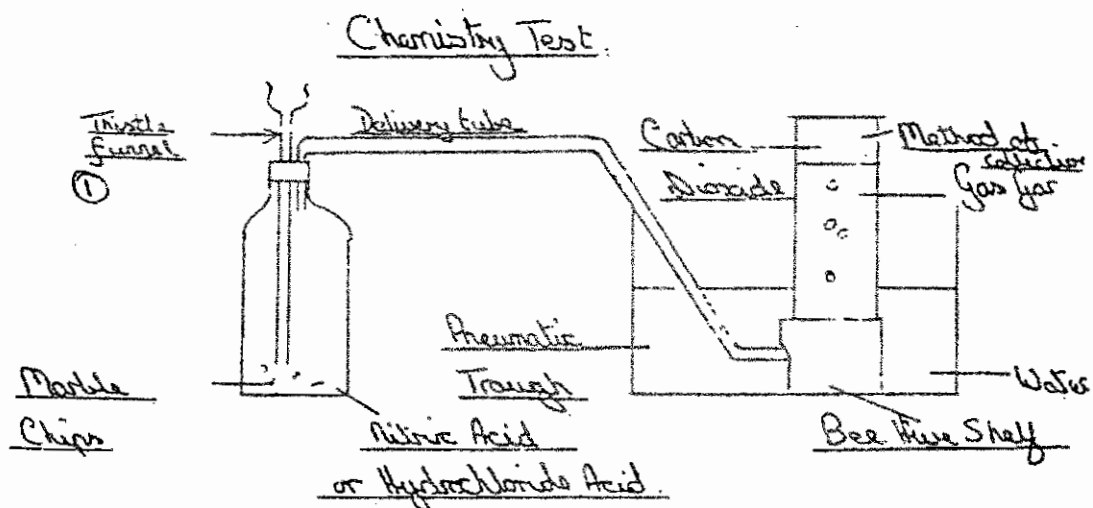 Chemistry Test.
Thistle
funnel
①
Delivery tube
Carbon
Dioxide
Method of
collection
Gas Gar
Pneumatic
Trough
Water
Marble
Chips
Nitric Acid
or Hydrochloride Acid.
Bee Hive Shelf